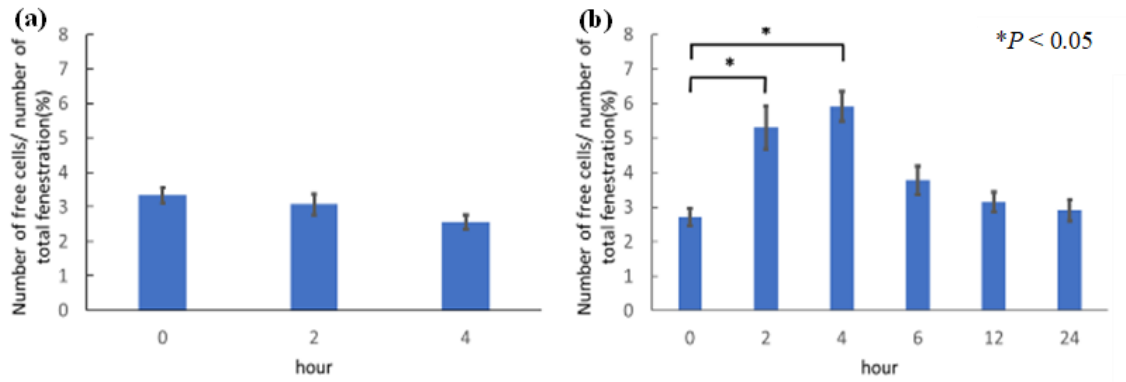 (a)
Number of free cells/ number of
total fenestration(%)
8
7
6
5
4
3
2
1
0
0 2 4
hour
(b)
*P < 0.05
Number of free cells/ number of
total fenestration(%)
8
7
6
5
4
3
2
1
0
*
*
0 2 4 6 12 24
hour